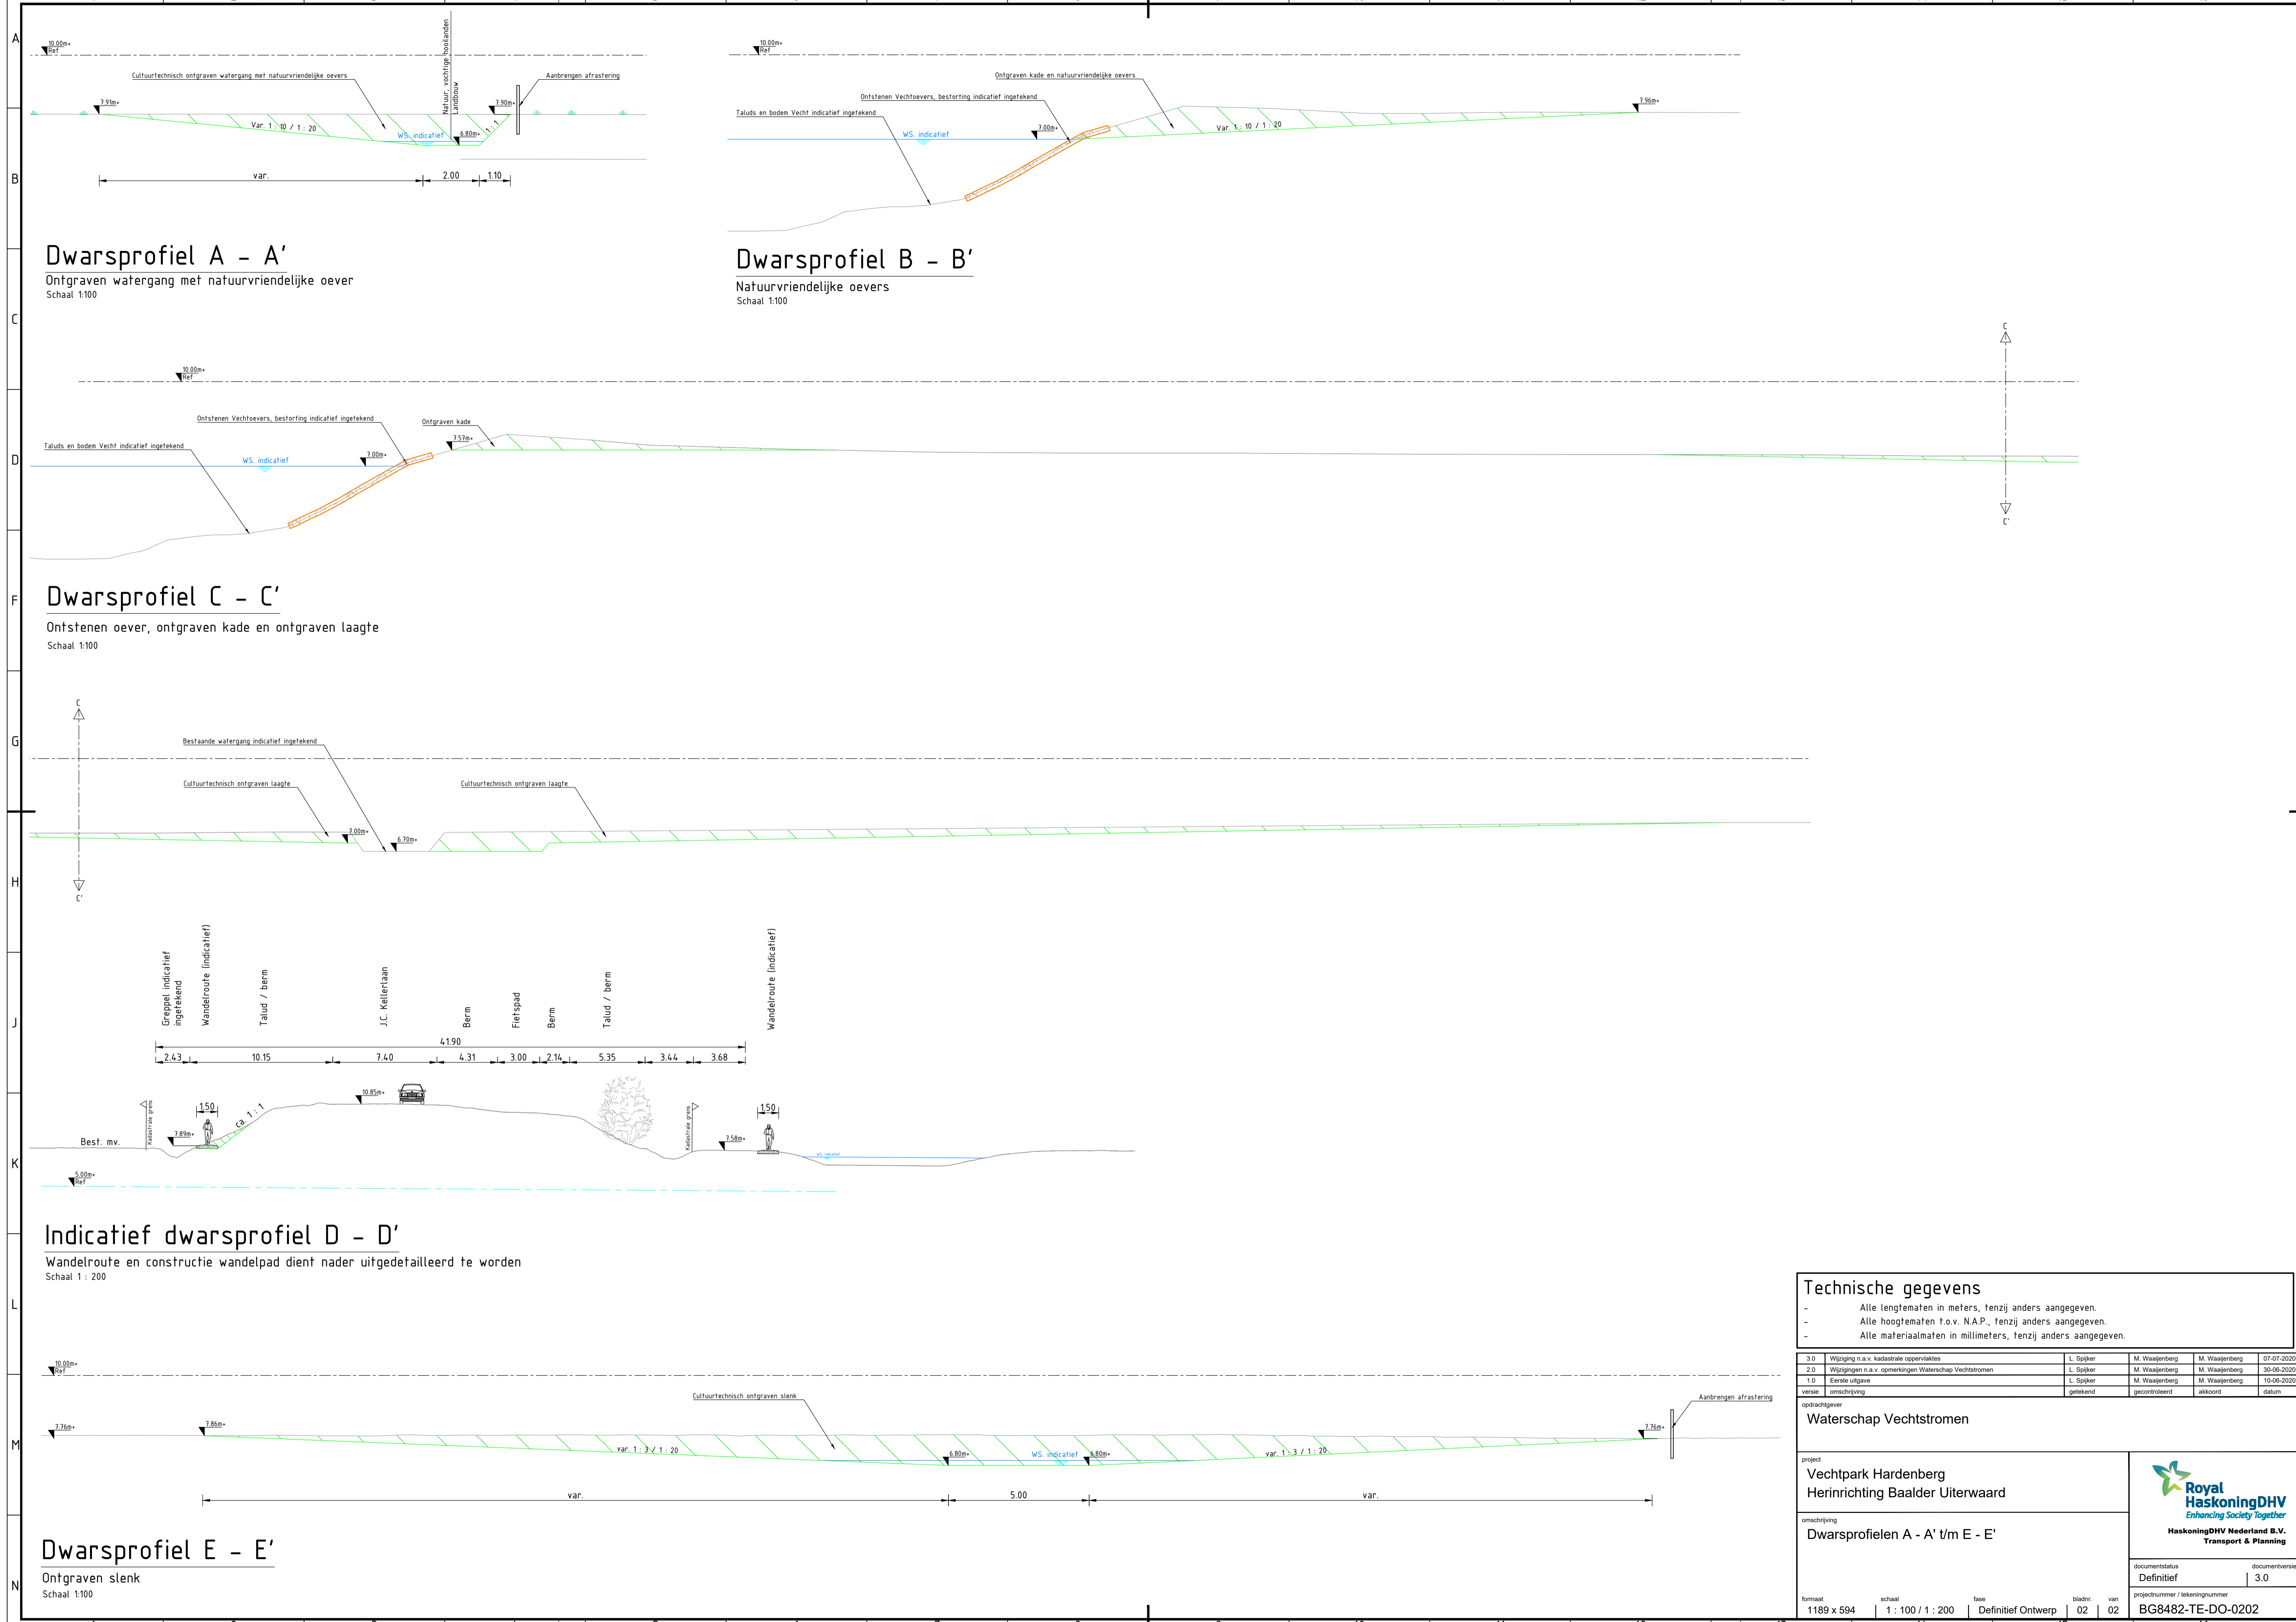 A
B
C
D
F
G
H
J
K
L
M
N
10.00m+
Ref
Cultuurtechnisch ontgraven watergang met natuurvriendelijke oevers
Natuur, vochtige hooilanden
Landbouw
Aanbrengen afrastering
7.91m+
7.90m+
Var. 1 : 10 / 1 : 20
WS. indicatief
6.80m+
1 : 1
var.
2.00
1.10
Dwarsprofiel A - A'
Ontgraven watergang met natuurvriendelijke oever
Schaal 1:100
10.00m+
Ref
Ontgraven kade en natuurvriendelijke oevers
Ontstenen Vechtoevers, bestorting indicatief ingetekend
Taluds en bodem Vecht indicatief ingetekend
7.96m+
WS. indicatief
7.00m+
Var. 1 : 10 / 1 : 20
Dwarsprofiel B - B'
Natuurvriendelijke oevers
Schaal 1:100
C
10.00m+
Ref
Ontstenen Vechtoevers, bestorting indicatief ingetekend
Ontgraven kade
Taluds en bodem Vecht indicatief ingetekend
7.57m+
WS. indicatief
7.00m+
C'
Dwarsprofiel C - C'
Ontstenen oever, ontgraven kade en ontgraven laagte
Schaal 1:100
C
Bestaande watergang indicatief ingetekend
Cultuurtechnisch ontgraven laagte
Cultuurtechnisch ontgraven laagte
7.00m+
6.70m+
C'
Greppel indicatief
ingetekend
Wandelroute (indicatief)
Talud / berm
J.C. Kellerlaan
Berm
Fietspad
Berm
Talud / berm
Wandelroute (indicatief)
41.90
2.43
10.15
7.40
4.31
3.00
2.14
5.35
3.44
3.68
Kadastrale grens
1.50
ca. 1 : 1
10.85m+
Kadastrale grens
1.50
Best. mv.
7.89m+
7.58m+
WS. indicatief
5.00m+
Ref
Indicatief dwarsprofiel D - D'
Wandelroute en constructie wandelpad dient nader uitgedetailleerd te worden
Schaal 1 : 200
10.00m+
Ref
Cultuurtechnisch ontgraven slenk
Aanbrengen afrastering
7.76m+
7.86m+
7.76m+
var. 1 : 3 / 1 : 20
6.80m+
WS. indicatief
6.80m+
var. 1 : 3 / 1 : 20
var.
5.00
var.
Dwarsprofiel E - E'
Ontgraven slenk
Schaal 1:100
Technische gegevens
- Alle lengtematen in meters, tenzij anders aangegeven.
- Alle hoogtematen t.o.v. N.A.P., tenzij anders aangegeven.
- Alle materiaalmaten in millimeters, tenzij anders aangegeven.
3.0 Wijziging n.a.v. kadastrale oppervlaktes L. Spijker M. Waaijenberg M. Waaijenberg 07-07-2020
2.0 Wijzigingen n.a.v. opmerkingen Waterschap Vechtstromen L. Spijker M. Waaijenberg M. Waaijenberg 30-06-2020
1.0 Eerste uitgave L. Spijker M. Waaijenberg M. Waaijenberg 10-06-2020
versie omschrijving getekend gecontroleerd akkoord datum
opdrachtgever
Waterschap Vechtstromen
project
Vechtpark Hardenberg
Herinrichting Baalder Uiterwaard
Royal
HaskoningDHV
Enhancing Society Together
HaskoningDHV Nederland B.V.
Transport & Planning
omschrijving
Dwarsprofielen A - A' t/m E - E'
documentstatus documentversie
Definitief 3.0
formaat schaal fase bladnr. van
1189 x 594 1 : 100 / 1 : 200 Definitief Ontwerp 02 02
projectnummer / tekeningnummer
BG8482-TE-DO-0202